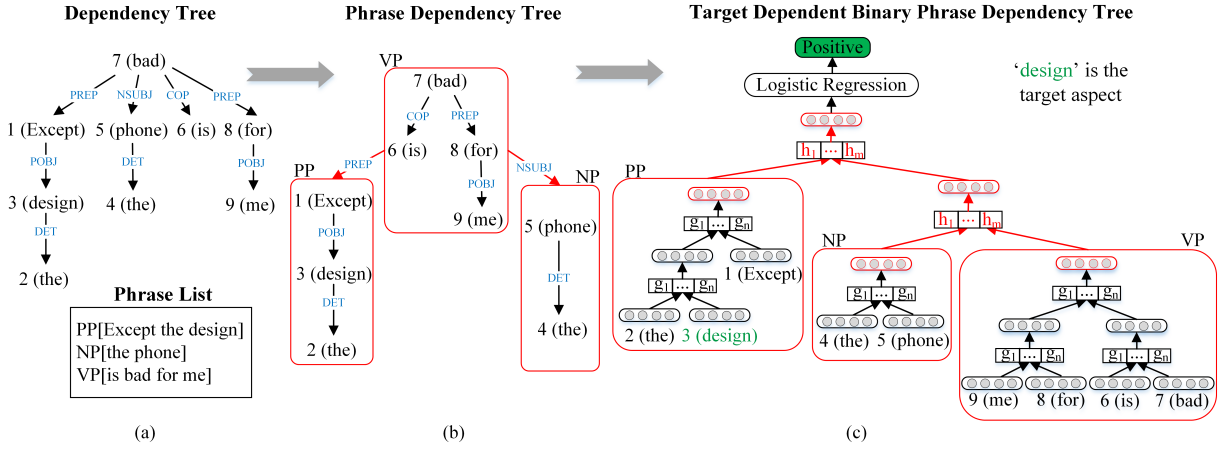 Dependency Tree
7 (bad)
PREP
NSUBJ
COP
PREP
1 (Except)
5 (phone)
6 (is)
8 (for)
POBJ
DET
POBJ
3 (design)
4 (the)
9 (me)
DET
2 (the)
Phrase List
PP[Except the design]
NP[the phone]
VP[is bad for me]
(a)
Phrase Dependency Tree
VP
7 (bad)
COP
PREP
6 (is)
8 (for)
PREP
NSUBJ
POBJ
9 (me)
PP
1 (Except)
POBJ
3 (design)
DET
2 (the)
NP
5 (phone)
DET
4 (the)
(b)
Target Dependent Binary Phrase Dependency Tree
Positive
Logistic Regression
'design' is the
target aspect
h1 ... hm
PP
g1 ... gn
1 (Except)
g1 ... gn
2 (the)
3 (design)
h1 ... hm
NP
g1 ... gn
4 (the)
5 (phone)
VP
g1 ... gn
g1 ... gn
g1 ... gn
9 (me)
8 (for)
6 (is)
7 (bad)
(c)